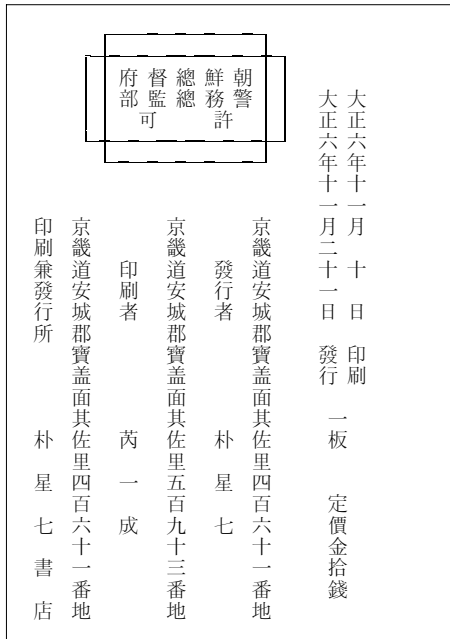 大正六年十一月 十 日 印刷
大正六年十一月二十一日 發行
一板 定價金拾錢
朝鮮總督府
警務總監部
許可
京畿道安城郡寶盖面其佐里四百六十一番地
發行者 朴星七
京畿道安城郡寶盖面其佐里五百九十三番地
印刷者 芮一成
京畿道安城郡寶盖面其佐里四百六十一番地
印刷兼發行所 朴星七書店